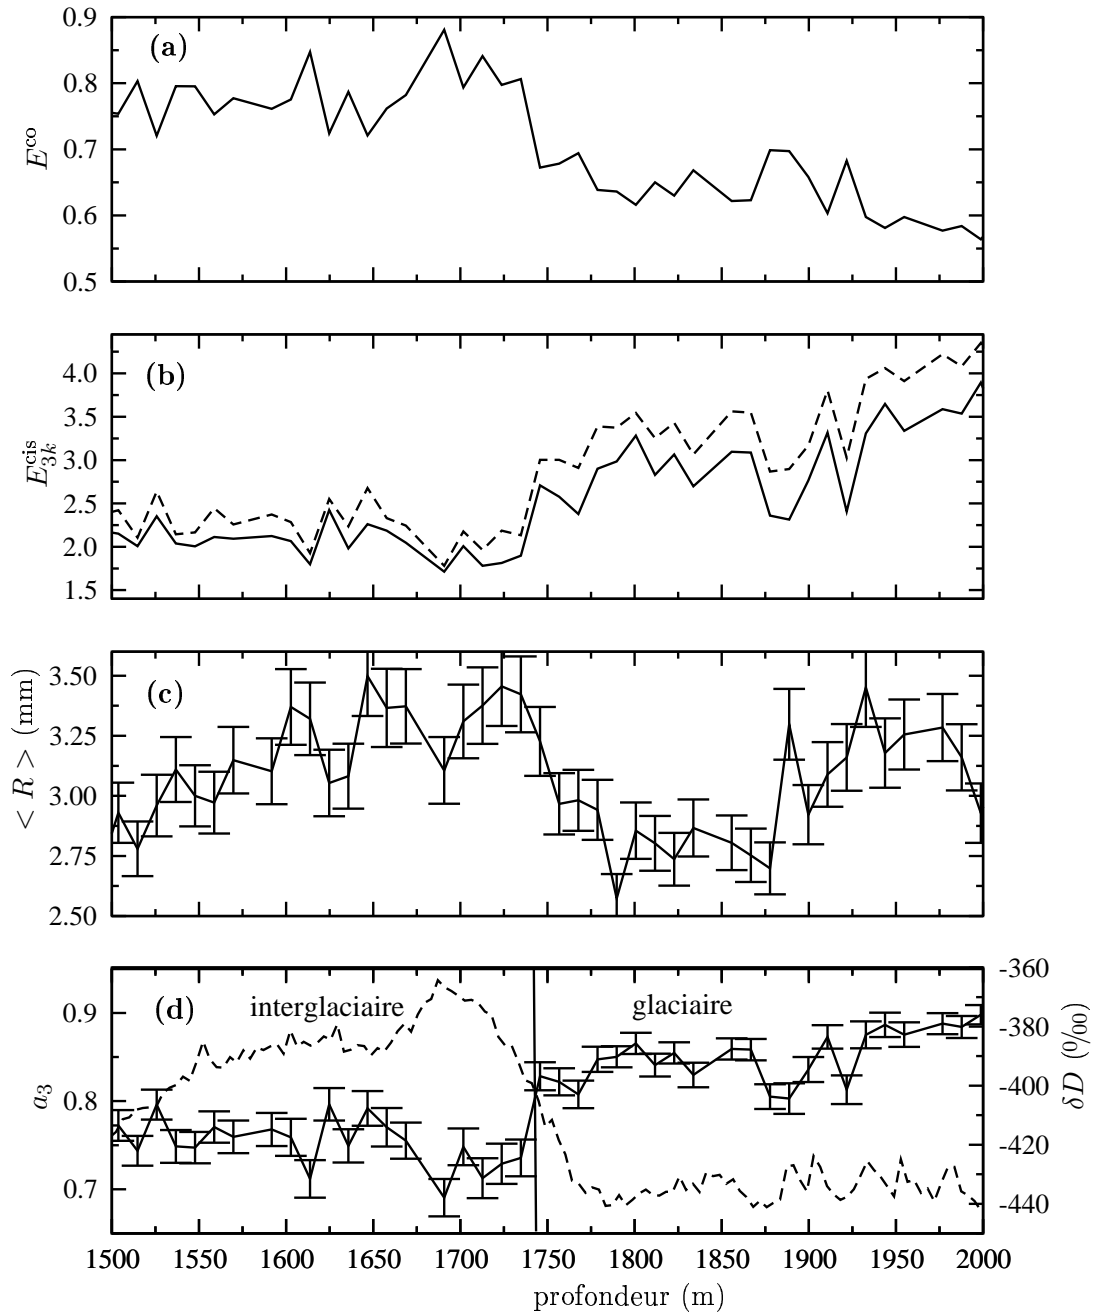 (a)
0.9
0.8
0.7
0.6
0.5
E^co
(b)
4.0
3.5
3.0
2.5
2.0
1.5
E_3k^cis
(c)
3.50
3.25
3.00
2.75
2.50
< R > (mm)
(d)
interglaciaire
glaciaire
0.9
0.8
0.7
a_3
-360
-380
-400
-420
-440
δD (0/00)
1500 1550 1600 1650 1700 1750 1800 1850 1900 1950 2000
profondeur (m)